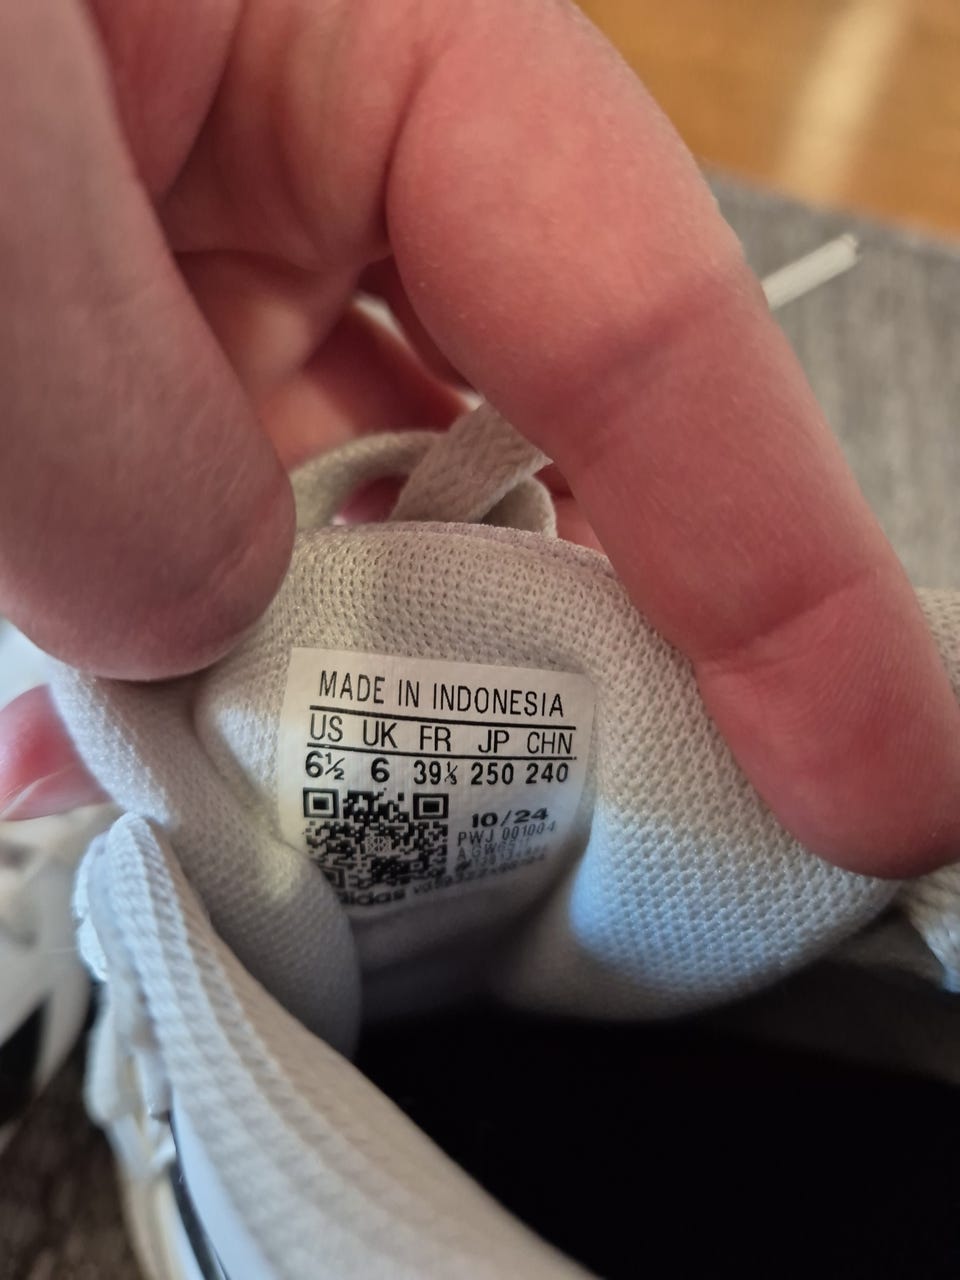 MADE IN INDONESIA
US UK FR JP CHN
6½ 6 39⅓ 250 240
10/24
PWJ 001004
adidas